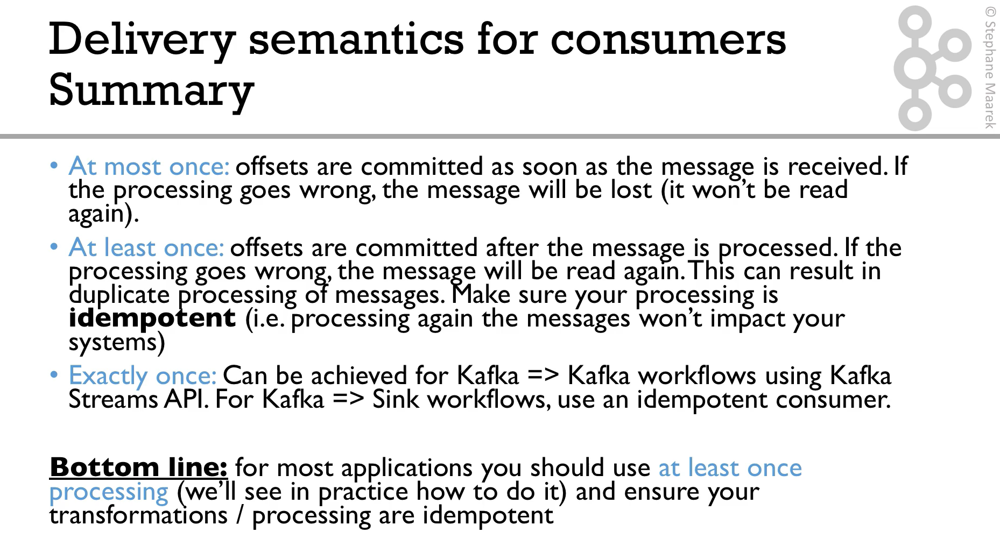 Delivery semantics for consumers
Summary
© Stephane Maarek
• At most once: offsets are committed as soon as the message is received. If
the processing goes wrong, the message will be lost (it won’t be read
again).
• At least once: offsets are committed after the message is processed. If the
processing goes wrong, the message will be read again. This can result in
duplicate processing of messages. Make sure your processing is
idempotent (i.e. processing again the messages won’t impact your
systems)
• Exactly once: Can be achieved for Kafka => Kafka workflows using Kafka
Streams API. For Kafka => Sink workflows, use an idempotent consumer.
Bottom line: for most applications you should use at least once
processing (we’ll see in practice how to do it) and ensure your
transformations / processing are idempotent